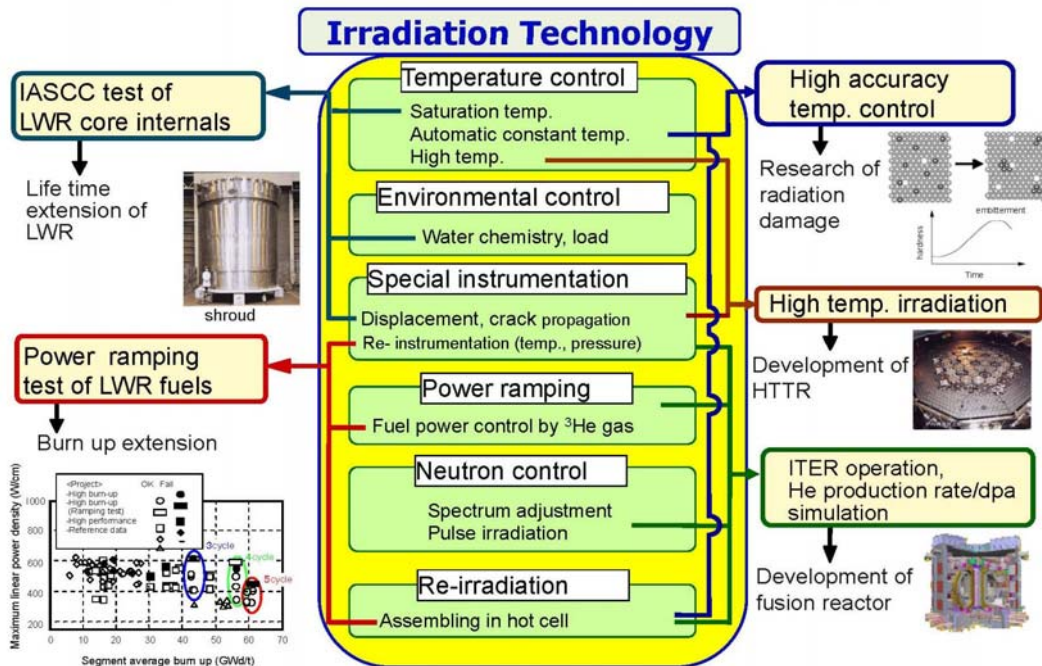 Irradiation Technology
IASCC test of
LWR core internals
Life time
extension of
LWR
shroud
Power ramping
test of LWR fuels
Burn up extension
Maximum linear power density (W/cm)
1000
800
600
400
200
<Project> OK Fail
-High burn-up
-High burn-up
(Ramping test)
-High performance
-Reference data
3cycle
4cycle
5cycle
0 10 20 30 40 50 60 70
Segment average burn up (GWd/t)
Temperature control
Saturation temp.
Automatic constant temp.
High temp.
Environmental control
Water chemistry, load
Special instrumentation
Displacement, crack propagation
Re- instrumentation (temp., pressure)
Power ramping
Fuel power control by ³He gas
Neutron control
Spectrum adjustment
Pulse irradiation
Re-irradiation
Assembling in hot cell
High accuracy
temp. control
Research of
radiation
damage
embitterment
hardness
Time
High temp. irradiation
Development of
HTTR
ITER operation,
He production rate/dpa
simulation
Development of
fusion reactor